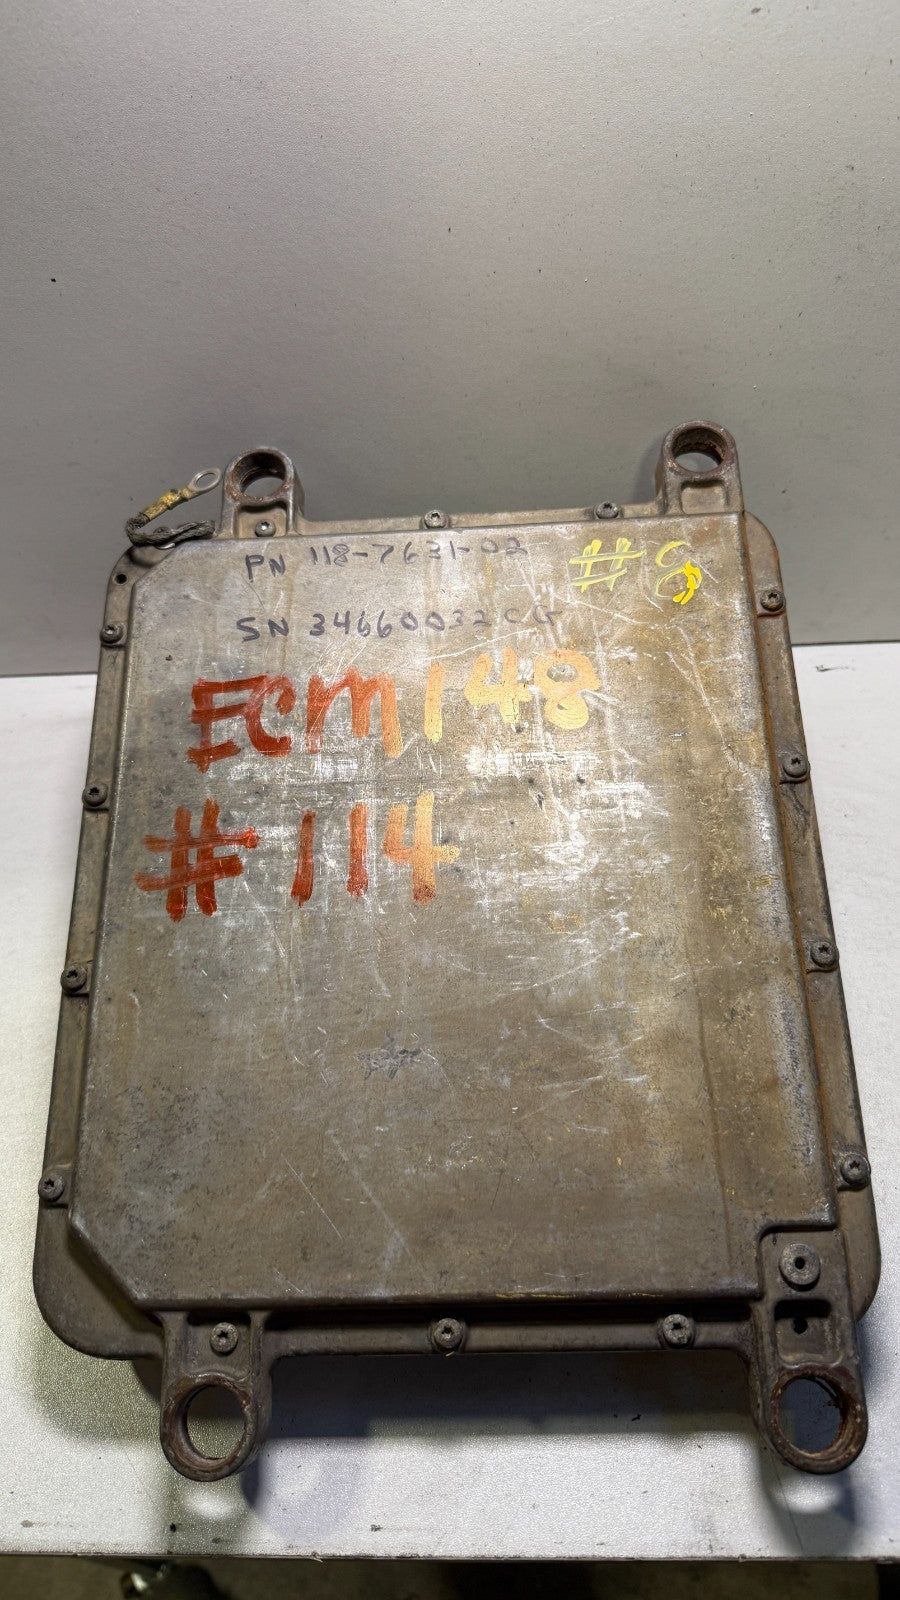 PN 118-7631-02
#8
SN 34660032CG
ECM148
#114